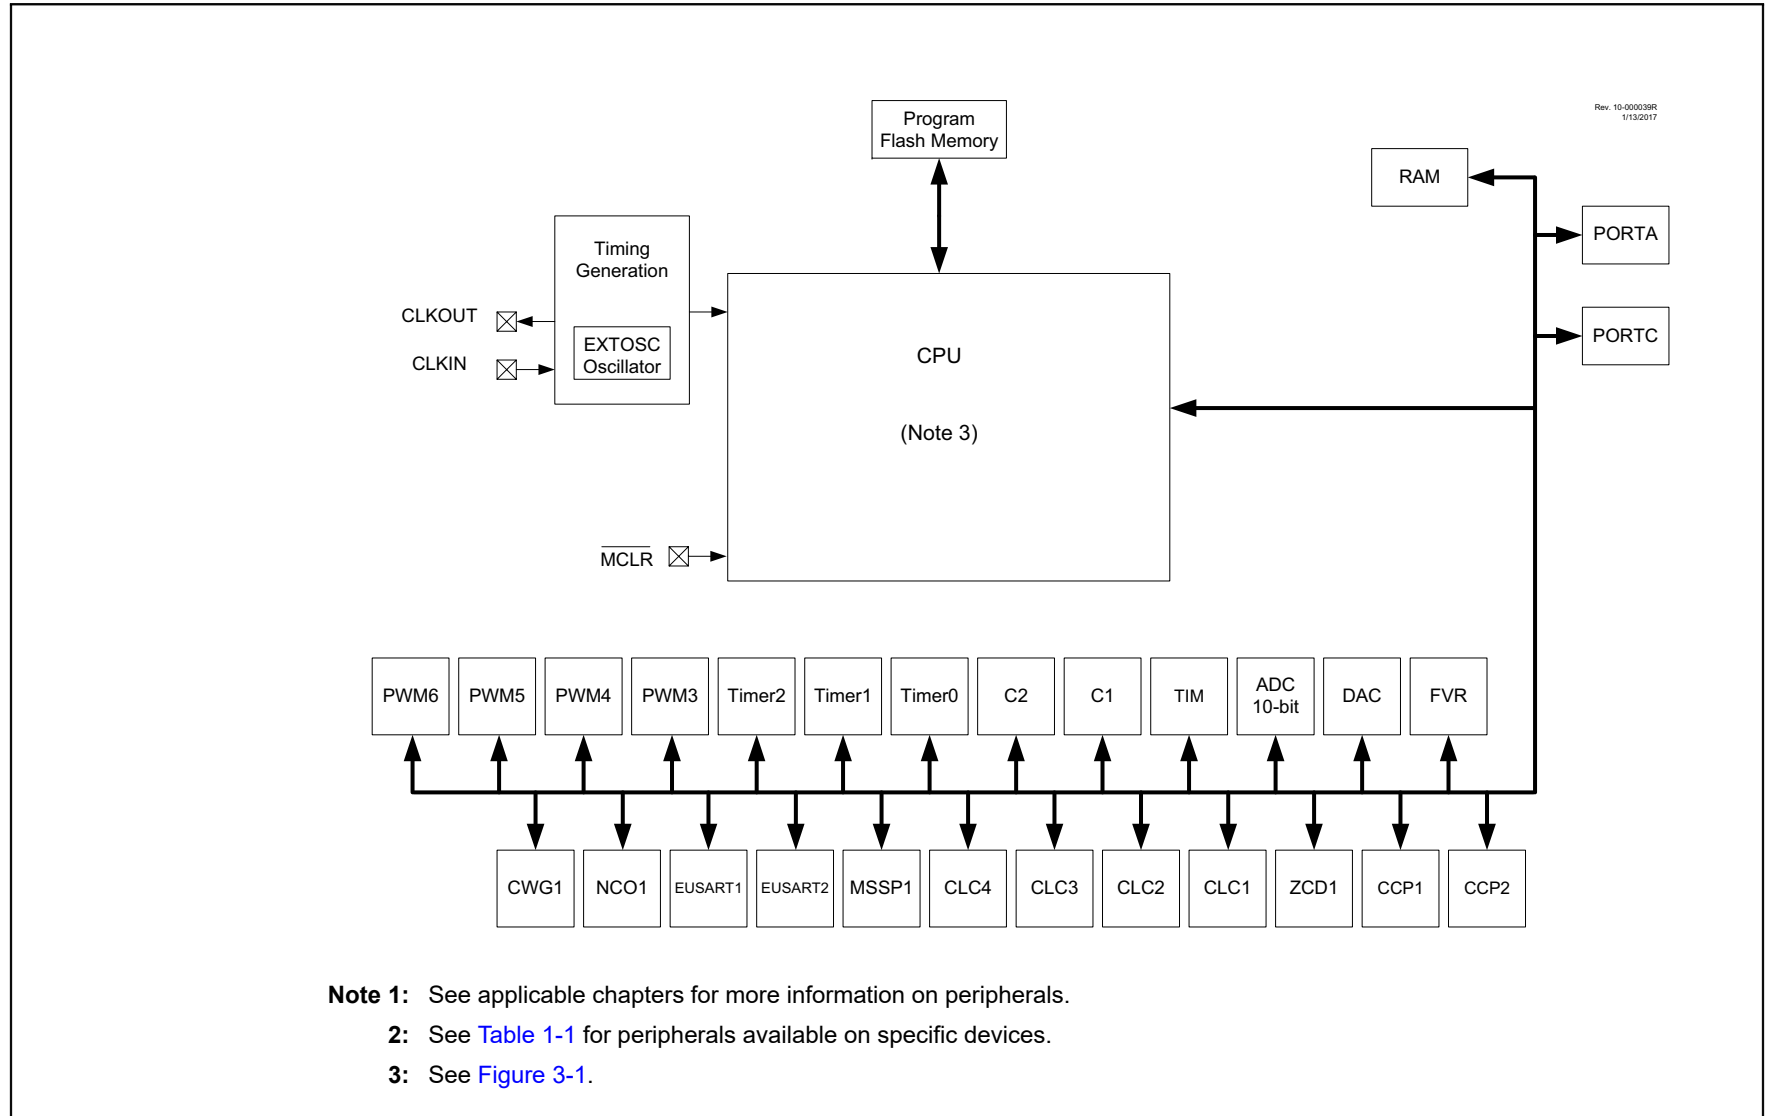 Rev. 10-000039R
1/13/2017
Program
Flash Memory
RAM
PORTA
PORTC
Timing
Generation
EXTOSC
Oscillator
CLKOUT
CLKIN
CPU
(Note 3)
MCLR
PWM6
PWM5
PWM4
PWM3
Timer2
Timer1
Timer0
C2
C1
TIM
ADC
10-bit
DAC
FVR
CWG1
NCO1
EUSART1
EUSART2
MSSP1
CLC4
CLC3
CLC2
CLC1
ZCD1
CCP1
CCP2
Note 1: See applicable chapters for more information on peripherals.
2: See Table 1-1 for peripherals available on specific devices.
3: See Figure 3-1.